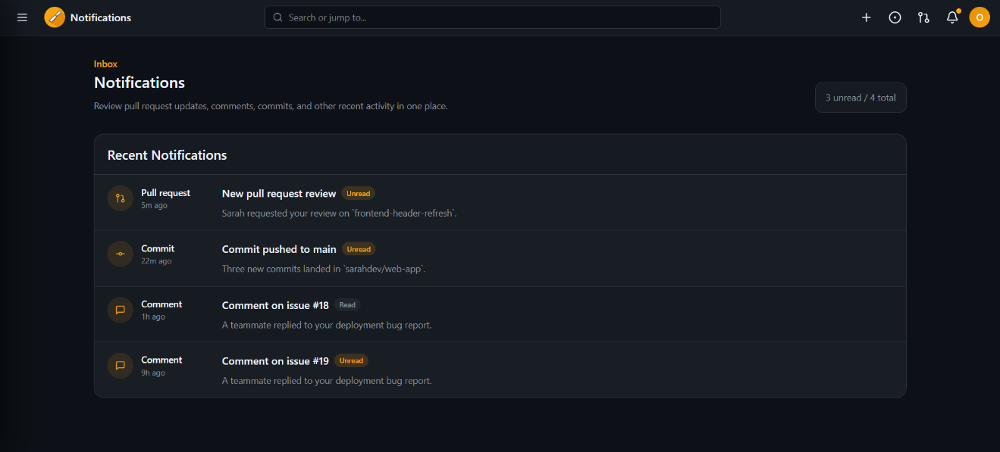 Notifications
Search or jump to...
O
Inbox
Notifications
Review pull request updates, comments, commits, and other recent activity in one place.
3 unread / 4 total
Recent Notifications
Pull request
5m ago
New pull request review Unread
Sarah requested your review on `frontend-header-refresh`.
Commit
22m ago
Commit pushed to main Unread
Three new commits landed in `sarahdev/web-app`.
Comment
1h ago
Comment on issue #18 Read
A teammate replied to your deployment bug report.
Comment
9h ago
Comment on issue #19 Unread
A teammate replied to your deployment bug report.